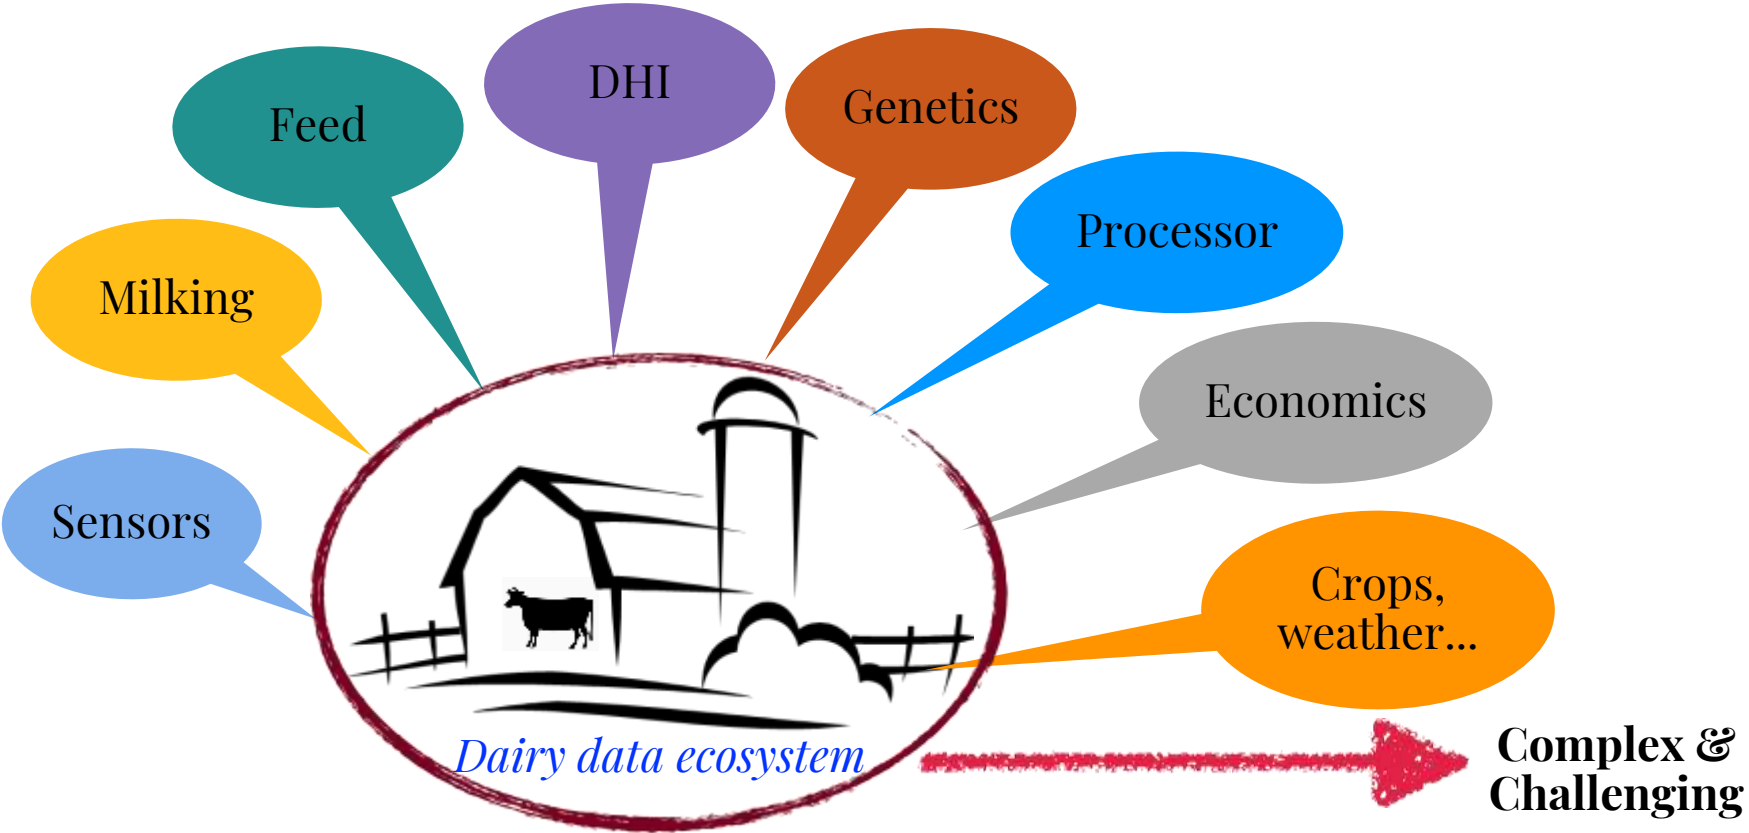 DHI
Genetics
Feed
Processor
Milking
Economics
Sensors
Crops,
weather...
Dairy data ecosystem
Complex &
Challenging